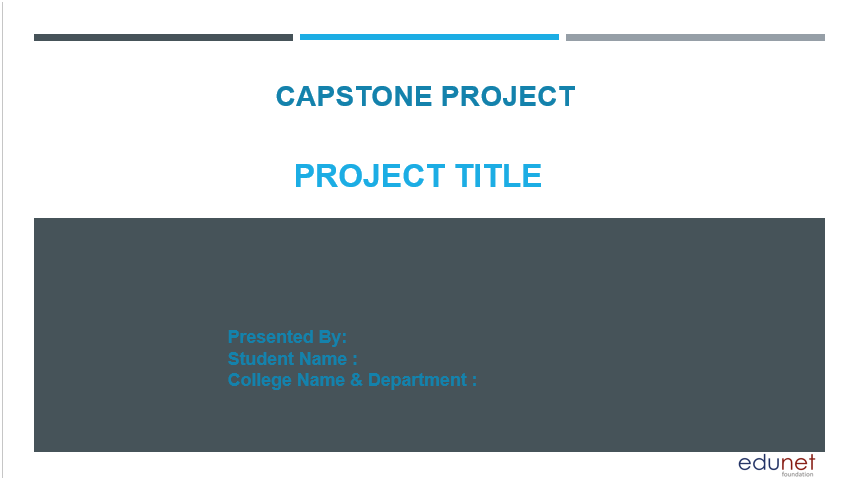 CAPSTONE PROJECT
PROJECT TITLE
Presented By:
Student Name :
College Name & Department :
edunet
foundation